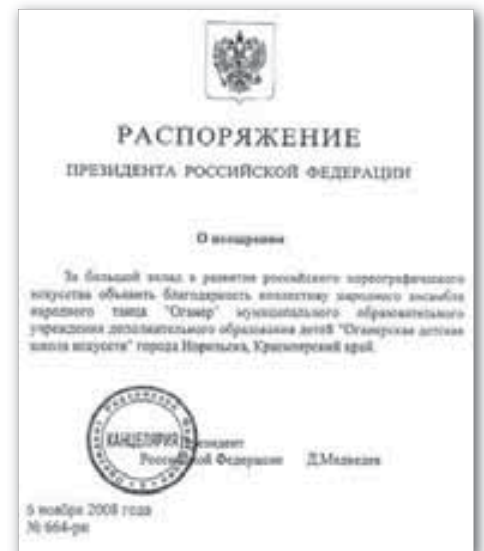 РАСПОРЯЖЕНИЕ
ПРЕЗИДЕНТА РОССИЙСКОЙ ФЕДЕРАЦИИ
О поощрении
За большой вклад в развитие российского хореографического
искусства объявить благодарность коллективу народного ансамбля
народного танца "Оганер" муниципального образовательного
учреждения дополнительного образования детей "Оганерская детская
школа искусств" города Норильска, Красноярский край.
КАНЦЕЛЯРИЯ
Президент
Российской Федерации Д.Медведев
6 ноября 2008 года
№ 664-рп